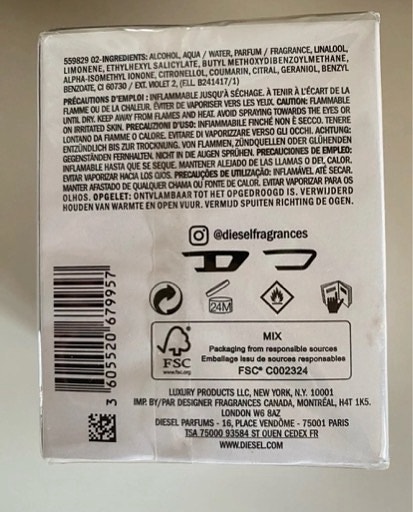 559829 02-INGREDIENTS: ALCOHOL, AQUA / WATER, PARFUM / FRAGRANCE, LINALOOL,
LIMONENE, ETHYLHEXYL SALICYLATE, BUTYL METHOXYDIBENZOYLMETHANE,
ALPHA-ISOMETHYL IONONE, CITRONELLOL, COUMARIN, CITRAL, GERANIOL, BENZYL
BENZOATE, CI 60730 / EXT. VIOLET 2, (F.I.L. B241417/1)
PRÉCAUTIONS D'EMPLOI : INFLAMMABLE JUSQU'À SÉCHAGE. À TENIR À L'ÉCART DE LA
FLAMME OU DE LA CHALEUR. ÉVITER DE VAPORISER VERS LES YEUX. CAUTION: FLAMMABLE
UNTIL DRY. KEEP AWAY FROM FLAMES AND HEAT. AVOID SPRAYING TOWARDS THE EYES OR
ON IRRITATED SKIN. PRECAUZIONI D'USO: INFIAMMABILE FINCHÉ NON È SECCO. TENERE
LONTANO DA FIAMME O CALORE. EVITARE DI VAPORIZZARE VERSO GLI OCCHI. ACHTUNG:
ENTZÜNDLICH BIS ZUR TROCKNUNG. VON FLAMMEN, ZÜNDQUELLEN ODER GLÜHENDEN
GEGENSTÄNDEN FERNHALTEN. NICHT IN DIE AUGEN SPRÜHEN. PRECAUCIONES DE EMPLEO:
INFLAMABLE HASTA QUE SE SEQUE. MANTENER ALEJADO DE LAS LLAMAS O DEL CALOR.
EVITAR VAPORIZAR HACIA LOS OJOS. PRECAUÇÕES DE UTILIZAÇÃO: INFLAMÁVEL ATÉ SECAR.
MANTER AFASTADO DE QUALQUER CHAMA OU FONTE DE CALOR. EVITAR VAPORIZAR PARA OS
OLHOS. OPGELET: ONTVLAMBAAR TOT HET OPGEDROOGD IS. VERWIJDERD
HOUDEN VAN WARMTE EN OPEN VUUR. VERMIJD SPUITEN RICHTING DE OGEN.
@dieselfragrances
D
24M
FSC
www.fsc.org
MIX
Packaging from responsible sources
Emballage issu de sources responsables
FSC® C002324
3 605520 679957
LUXURY PRODUCTS LLC, NEW YORK, N.Y. 10001
IMP. BY/PAR DESIGNER FRAGRANCES CANADA, MONTRÉAL, H4T 1K5.
LONDON W6 8AZ
DIESEL PARFUMS - 16, PLACE VENDÔME - 75001 PARIS
TSA 75000 93584 ST OUEN CEDEX FR
WWW.DIESEL.COM